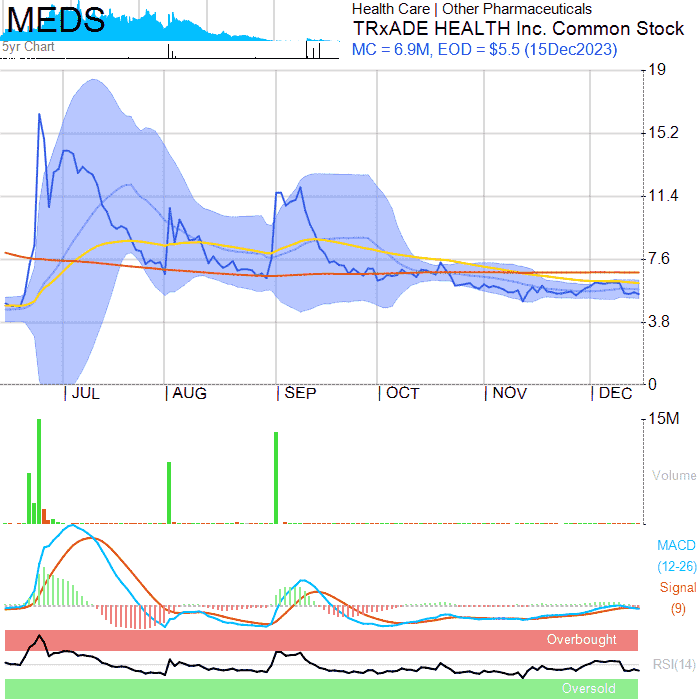 MEDS
5yr Chart
Health Care | Other Pharmaceuticals
TRxADE HEALTH Inc. Common Stock
MC = 6.9M, EOD = $5.5 (15Dec2023)
19
15.2
11.4
7.6
3.8
0
JUL AUG SEP OCT NOV DEC
15M
Volume
MACD
(12-26)
Signal
(9)
Overbought
RSI(14)
Oversold